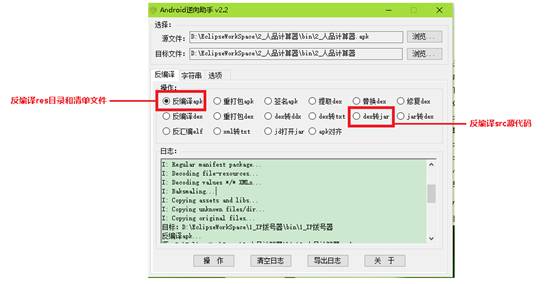 Android逆向助手 v2.2
选择:
源文件: D:\EclipseWorkSpace\2_人品计算器\bin\2_人品计算器.apk 浏览...
目标文件: D:\EclipseWorkSpace\2_人品计算器\bin\2_人品计算器 浏览...
反编译 字符串 选项
操作:
反编译apk 重打包apk 签名apk 提取dex 替换dex 修复dex
反编译res目录和清单文件
反编译dex 重打包dex dex转ddx dex转txt dex转jar jar转dex
反编译src源代码
反汇编elf xml转txt jd打开jar apk对齐
日志:
I: Regular manifest package...
I: Decoding file-resources...
I: Decoding values */* XMLs...
I: Baksmaling...
I: Copying assets and libs...
I: Copying unknown files/dir...
I: Copying original files...
目标: D:\EclipseWorkSpace\1_IP拨号器\bin\1_IP拨号器
反编译apk...
操 作 清空日志 导出日志 关 于